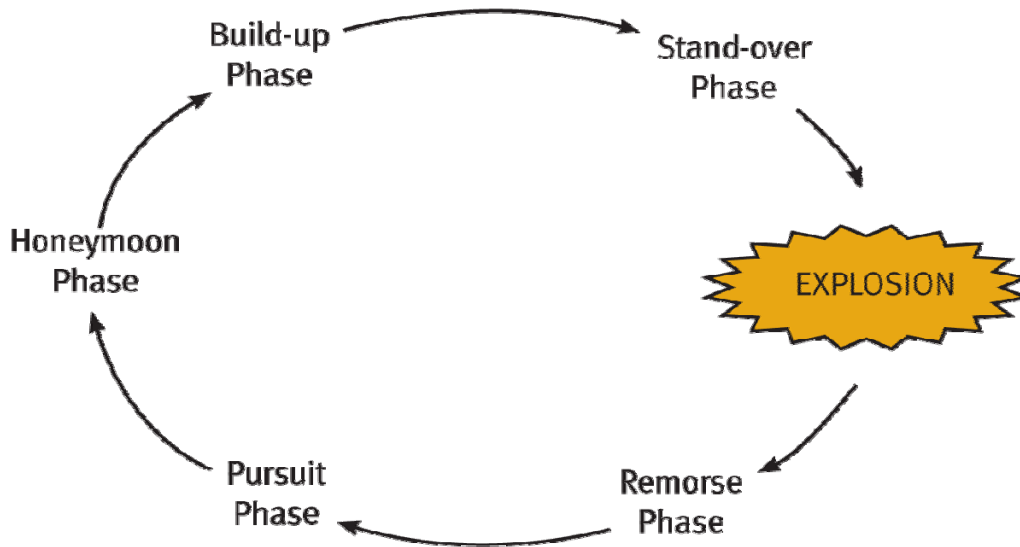 Build-up
Phase
Stand-over
Phase
EXPLOSION
Remorse
Phase
Pursuit
Phase
Honeymoon
Phase